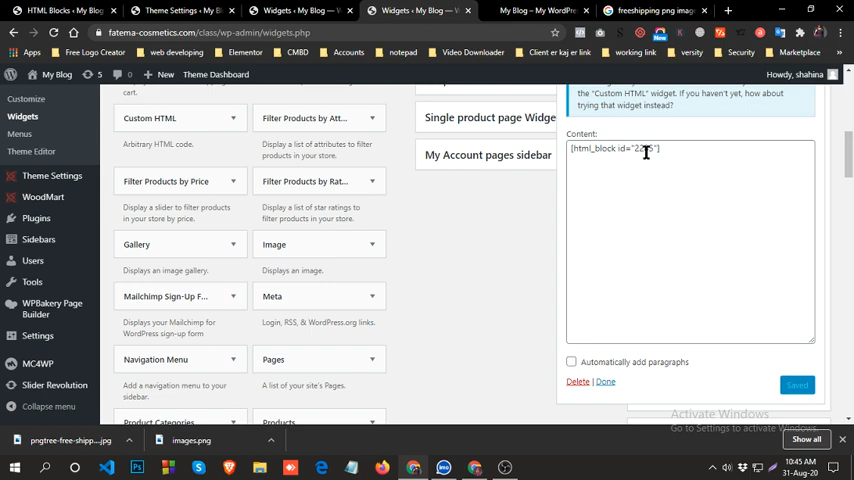 HTML Blocks ‹ My Blog
Theme Settings ‹ My Bl
Widgets ‹ My Blog — W
Widgets ‹ My Blog — W
My Blog – My WordPre
freeshipping png imag
fatema-cosmetics.com/class/wp-admin/widgets.php
Apps
Free Logo Creator
web developing
Elementor
CMBD
Accounts
notepad
Video Downloader
Client er kaj er link
working link
versity
Security
Marketplace
»
My Blog
5
0
+ New
Theme Dashboard
Howdy, shahina
Customize
Widgets
Menus
Theme Editor
Theme Settings
WoodMart
Plugins
Sidebars
Users
Tools
WPBakery Page
Builder
Settings
MC4WP
Slider Revolution
Collapse menu
cart.
Custom HTML
Arbitrary HTML code.
Filter Products by Att...
Display a list of attributes to filter
products in your store.
Filter Products by Price
Display a slider to filter
products in your store by price.
Filter Products by Rat...
Display a list of star ratings to
filter products in your store.
Gallery
Displays an image gallery.
Image
Displays an image.
Mailchimp Sign-Up F...
Displays your Mailchimp for
WordPress sign-up form
Meta
Login, RSS, & WordPress.org links.
Navigation Menu
Add a navigation menu to your
sidebar.
Pages
A list of your site's Pages.
Product Categories
Products
Single product page Widge
My Account pages sidebar
the "Custom HTML" widget. If you haven't yet, how about
trying that widget instead?
Content:
Automatically add paragraphs
Delete | Done
Saved
Activate Windows
Go to Settings to activate Windows.
pngtree-free-shipp...jpg
images.png
Show all
10:45 AM
31-Aug-20